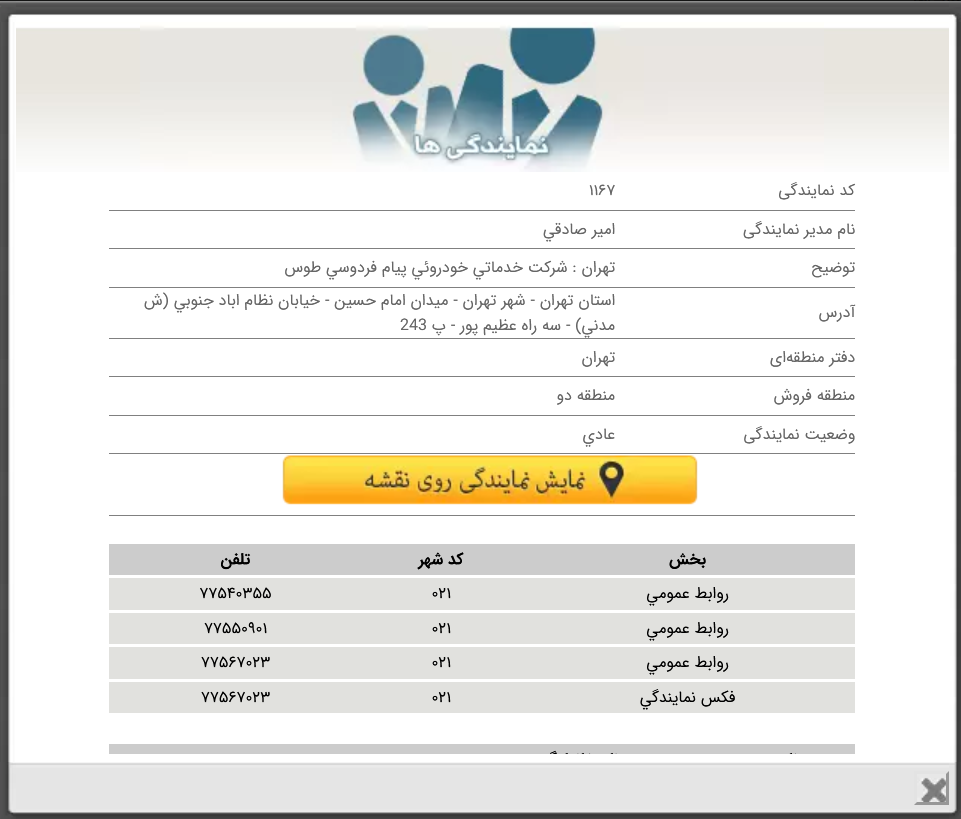 نمایندگی ها
کد نمایندگی ۱۱۶۷
نام مدیر نمایندگی امير صادقي
توضیح تهران : شركت خدماتي خودروئي پيام فردوسي طوس
آدرس استان تهران - شهر تهران - ميدان امام حسين - خيابان نظام اباد جنوبي (ش
مدني) - سه راه عظيم پور - پ 243
دفتر منطقه‌ای تهران
منطقه فروش منطقه دو
وضعیت نمایندگی عادي
نمایش نمایندگی روی نقشه
بخش کد شهر تلفن
روابط عمومي ۰۲۱ ۷۷۵۴۰۳۵۵
روابط عمومي ۰۲۱ ۷۷۵۵۰۹۰۱
روابط عمومي ۰۲۱ ۷۷۵۶۷۰۲۳
فكس نمايندگي ۰۲۱ ۷۷۵۶۷۰۲۳